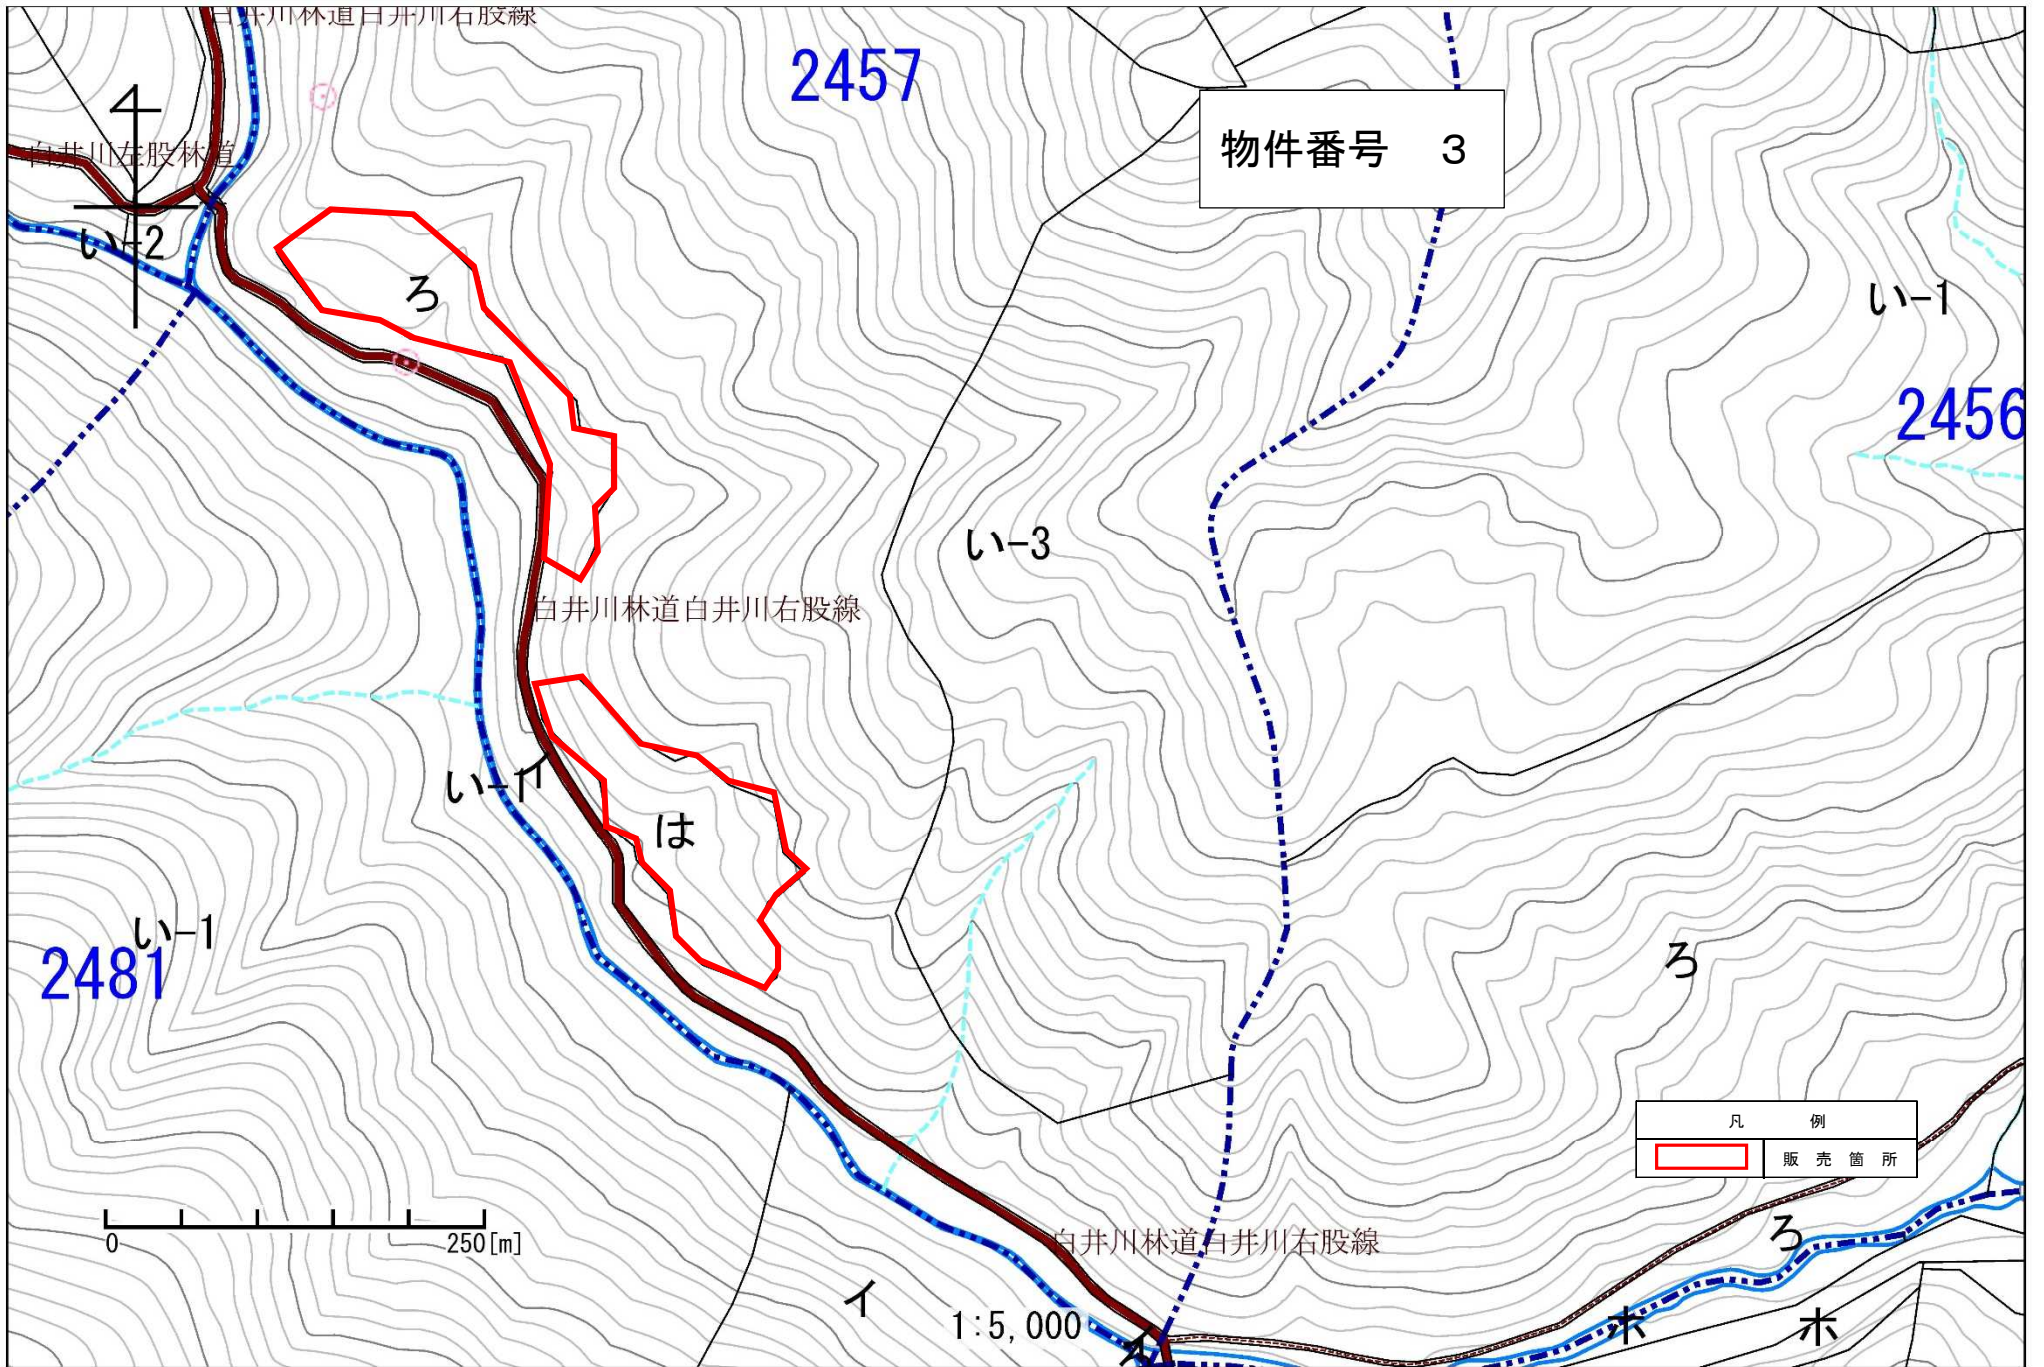 白井川林道白井川右股線
2457
物件番号 3
白井川左股林道
い-2
ろ
い-1
2456
い-3
白井川林道白井川右股線
い-1
イ
は
い-1
2481
ろ
凡 例
販 売 箇 所
0
250[m]
白井川林道白井川右股線
ろ
イ
1:5,000
イ
ホ
ホ